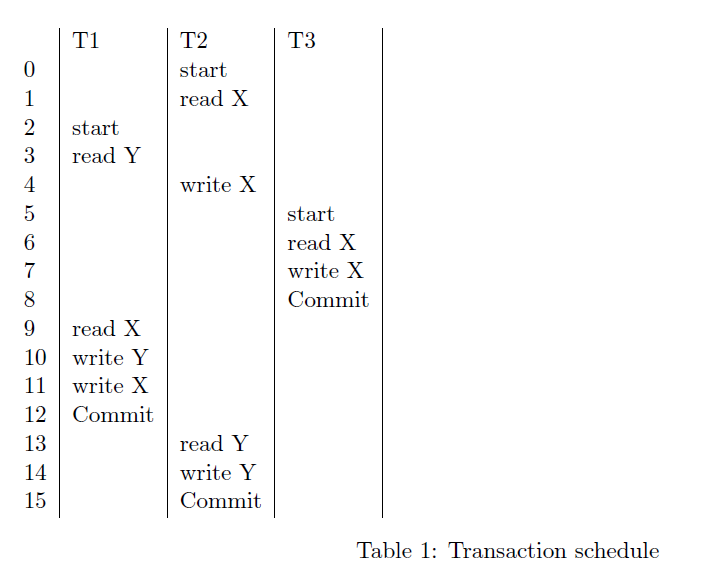 T1 T2 T3
0 start
1 read X
2 start
3 read Y
4 write X
5 start
6 read X
7 write X
8 Commit
9 read X
10 write Y
11 write X
12 Commit
13 read Y
14 write Y
15 Commit
Table 1: Transaction schedule